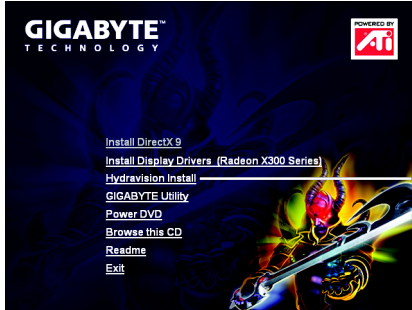 GIGABYTE™
TECHNOLOGY
POWERED BY
ATi
Install DirectX 9
Install Display Drivers (Radeon X300 Series)
Hydravision Install
GIGABYTE Utility
Power DVD
Browse this CD
Readme
Exit